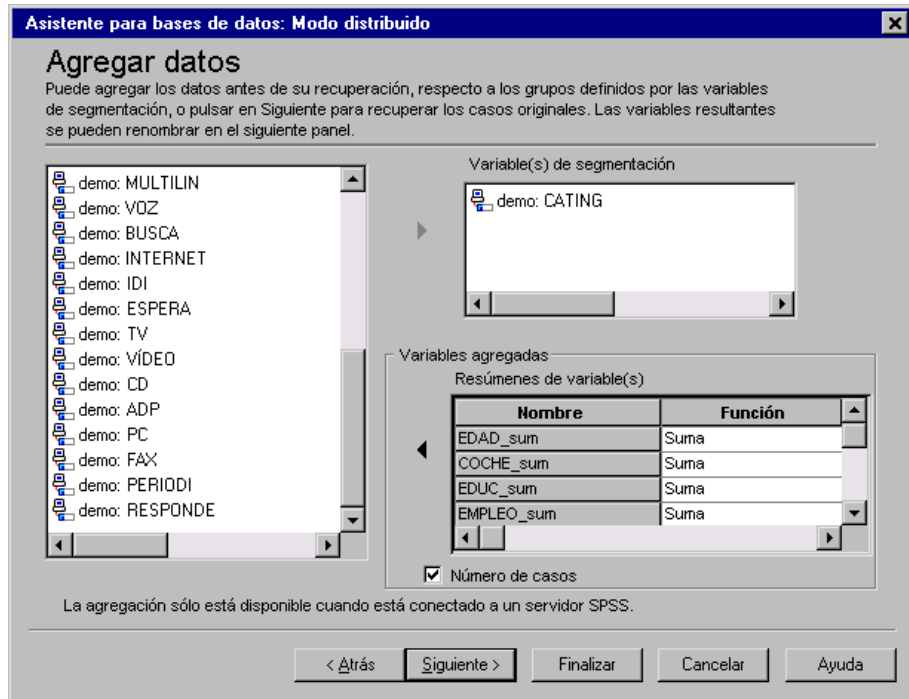 Asistente para bases de datos: Modo distribuido
Agregar datos
Puede agregar los datos antes de su recuperación, respecto a los grupos definidos por las variables
de segmentación, o pulsar en Siguiente para recuperar los casos originales. Las variables resultantes
se pueden renombrar en el siguiente panel.
demo: MULTILIN
demo: VOZ
demo: BUSCA
demo: INTERNET
demo: IDI
demo: ESPERA
demo: TV
demo: VÍDEO
demo: CD
demo: ADP
demo: PC
demo: FAX
demo: PERIODI
demo: RESPONDE
Variable(s) de segmentación
demo: CATING
Variables agregadas
Resúmenes de variable(s)
Nombre Función
EDAD_sum Suma
COCHE_sum Suma
EDUC_sum Suma
EMPLEO_sum Suma
Número de casos
La agregación sólo está disponible cuando está conectado a un servidor SPSS.
< Atrás Siguiente > Finalizar Cancelar Ayuda